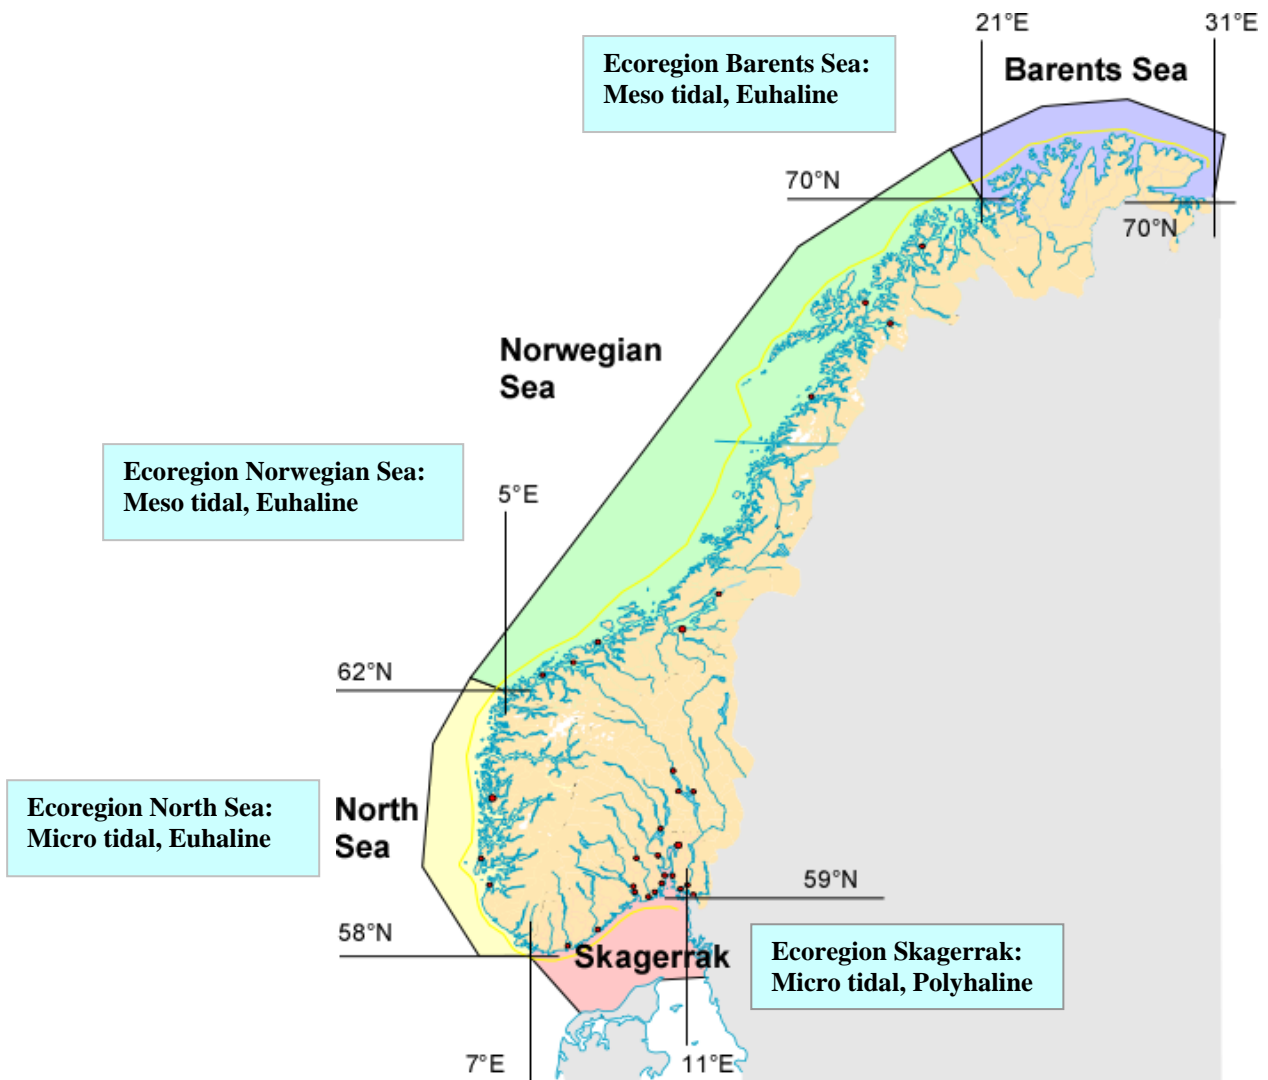 21°E
31°E
Ecoregion Barents Sea:
Meso tidal, Euhaline
Barents Sea
70°N
70°N
Norwegian
Sea
Ecoregion Norwegian Sea:
Meso tidal, Euhaline
5°E
62°N
Ecoregion North Sea:
Micro tidal, Euhaline
North
Sea
59°N
58°N
Skagerrak
Ecoregion Skagerrak:
Micro tidal, Polyhaline
7°E
11°E